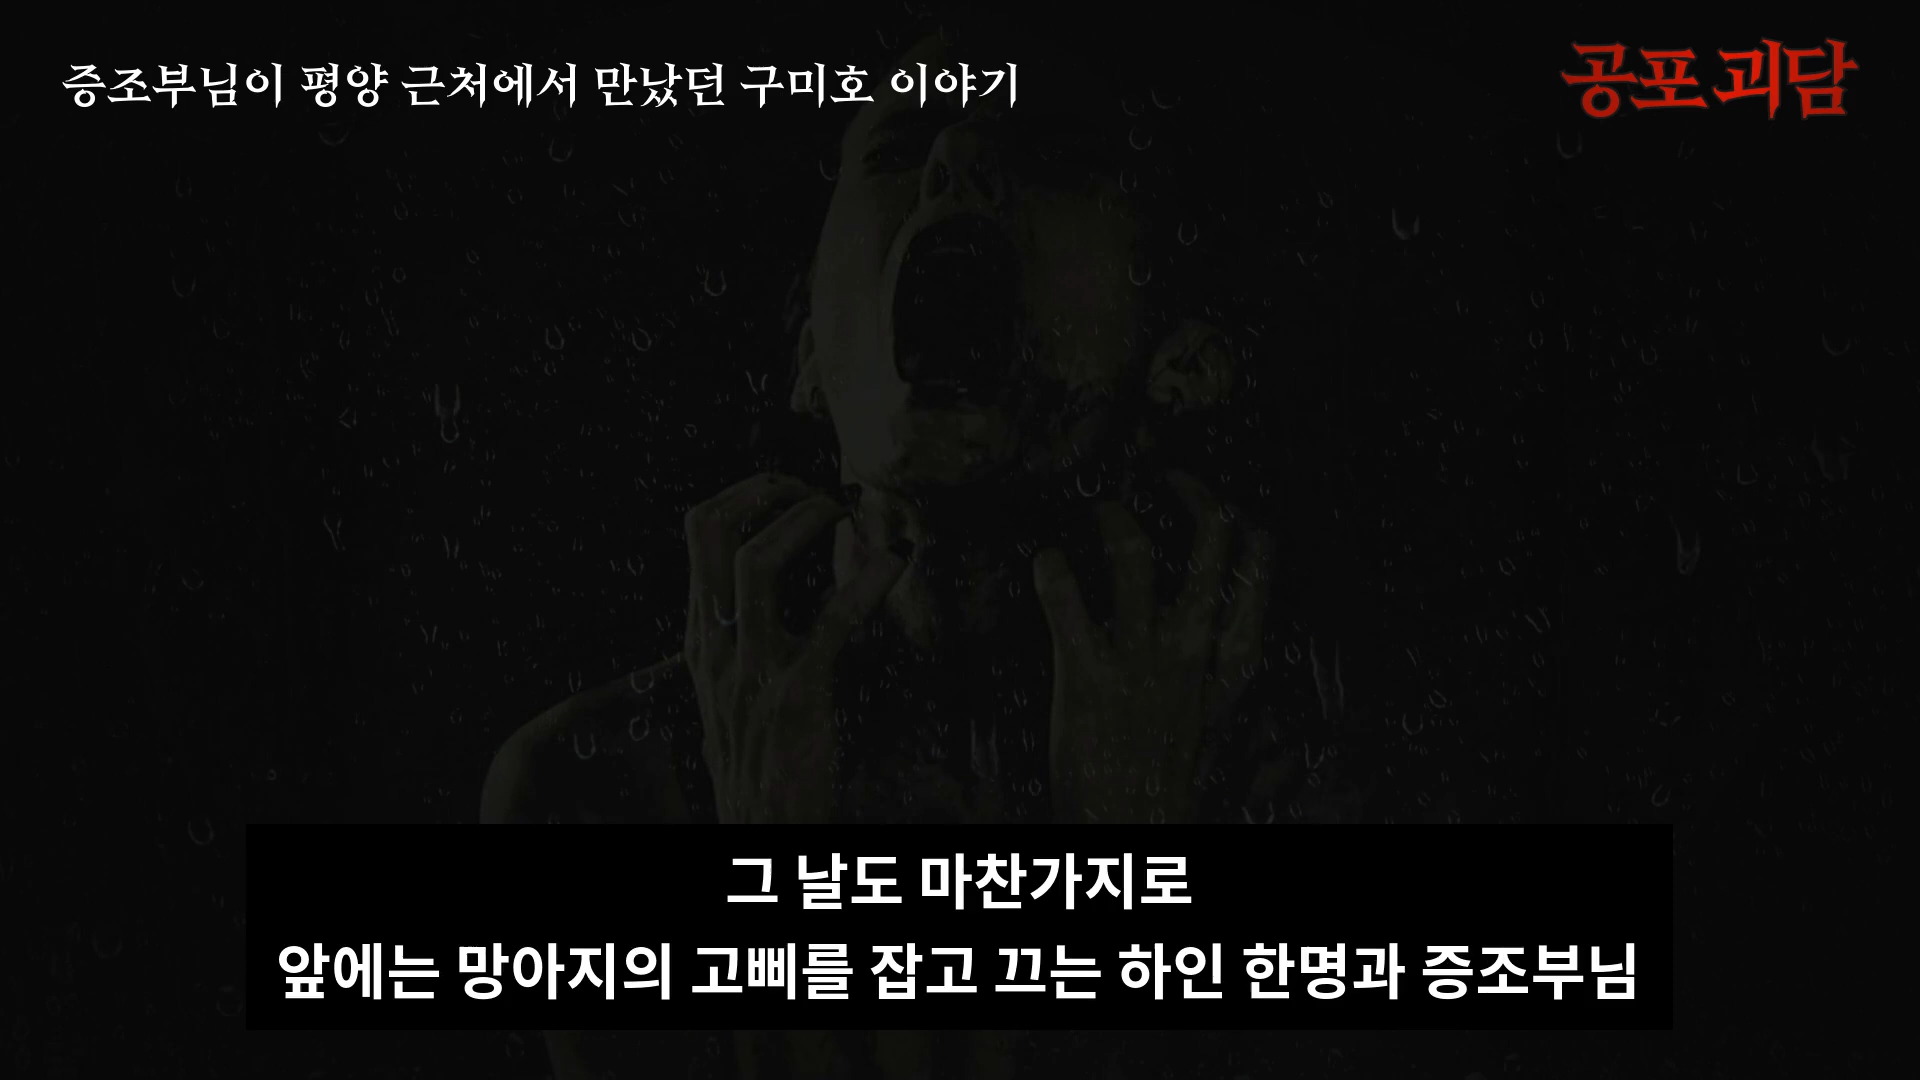 증조부님이 평양 근처에서 만났던 구미호 이야기
공포 괴담
그 날도 마찬가지로
앞에는 망아지의 고삐를 잡고 끄는 하인 한명과 증조부님